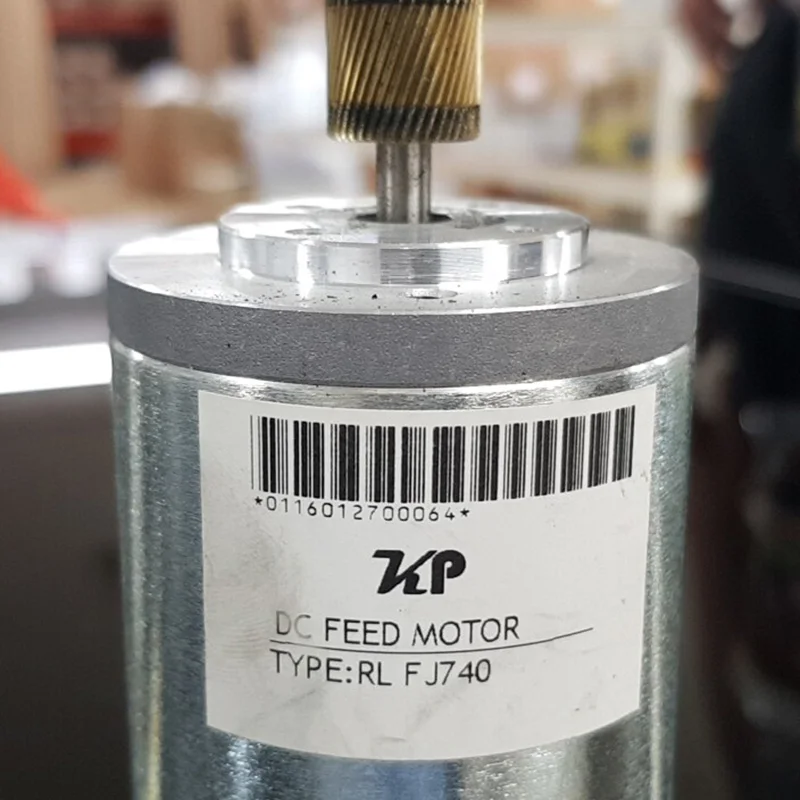 *0116012700064*
KP
DC FEED MOTOR
TYPE:RL FJ740